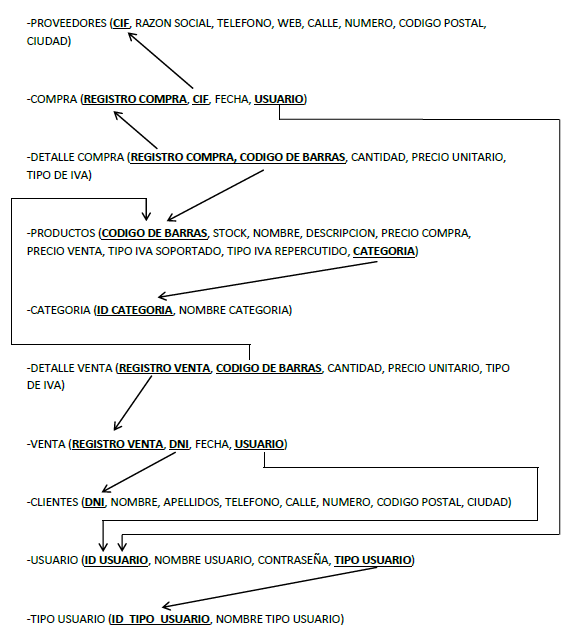 -PROVEEDORES (CIF, RAZON SOCIAL, TELEFONO, WEB, CALLE, NUMERO, CODIGO POSTAL,
CIUDAD)
-COMPRA (REGISTRO COMPRA, CIF, FECHA, USUARIO)
-DETALLE COMPRA (REGISTRO COMPRA, CODIGO DE BARRAS, CANTIDAD, PRECIO UNITARIO,
TIPO DE IVA)
-PRODUCTOS (CODIGO DE BARRAS, STOCK, NOMBRE, DESCRIPCION, PRECIO COMPRA,
PRECIO VENTA, TIPO IVA SOPORTADO, TIPO IVA REPERCUTIDO, CATEGORIA)
-CATEGORIA (ID CATEGORIA, NOMBRE CATEGORIA)
-DETALLE VENTA (REGISTRO VENTA, CODIGO DE BARRAS, CANTIDAD, PRECIO UNITARIO, TIPO
DE IVA)
-VENTA (REGISTRO VENTA, DNI, FECHA, USUARIO)
-CLIENTES (DNI, NOMBRE, APELLIDOS, TELEFONO, CALLE, NUMERO, CODIGO POSTAL, CIUDAD)
-USUARIO (ID USUARIO, NOMBRE USUARIO, CONTRASEÑA, TIPO USUARIO)
-TIPO USUARIO (ID_TIPO_USUARIO, NOMBRE TIPO USUARIO)